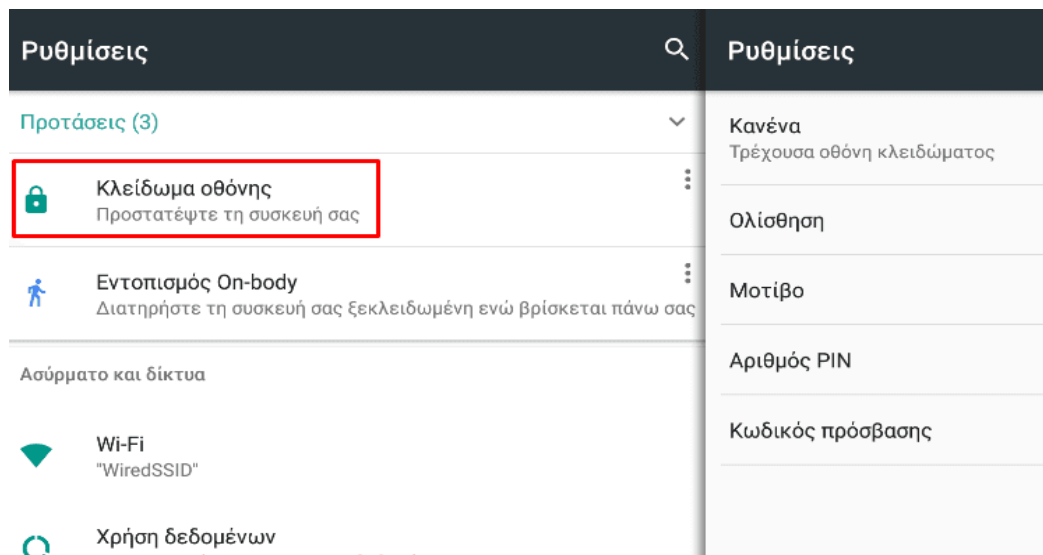 Ρυθμίσεις
Προτάσεις (3)
Κλείδωμα οθόνης
Προστατέψτε τη συσκευή σας
Εντοπισμός On-body
Διατηρήστε τη συσκευή σας ξεκλειδωμένη ενώ βρίσκεται πάνω σας
Ασύρματο και δίκτυα
Wi-Fi
"WiredSSID"
Χρήση δεδομένων
Ρυθμίσεις
Κανένα
Τρέχουσα οθόνη κλειδώματος
Ολίσθηση
Μοτίβο
Αριθμός PIN
Κωδικός πρόσβασης